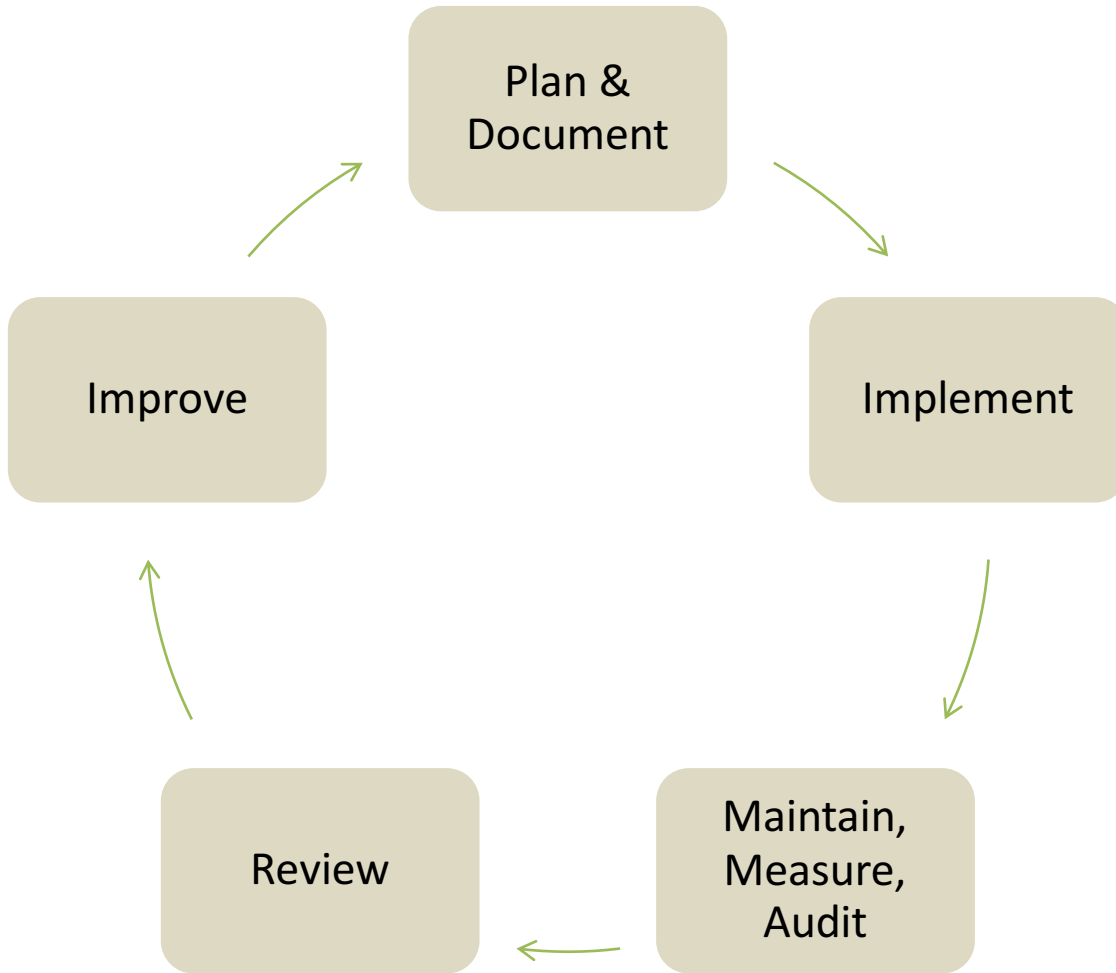 Plan &
Document
Implement
Maintain,
Measure,
Audit
Review
Improve